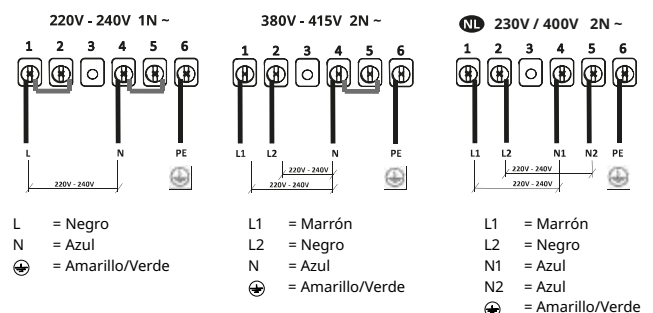 220V - 240V 1N ~
1 2 3 4 5 6
L N PE
220V - 240V
L = Negro
N = Azul
= Amarillo/Verde
380V - 415V 2N ~
1 2 3 4 5 6
L1 L2 N PE
220V - 240V
220V - 240V
L1 = Marrón
L2 = Negro
N = Azul
= Amarillo/Verde
NL 230V / 400V 2N ~
1 2 3 4 5 6
L1 L2 N1 N2 PE
220V - 240V
220V - 240V
L1 = Marrón
L2 = Negro
N1 = Azul
N2 = Azul
= Amarillo/Verde